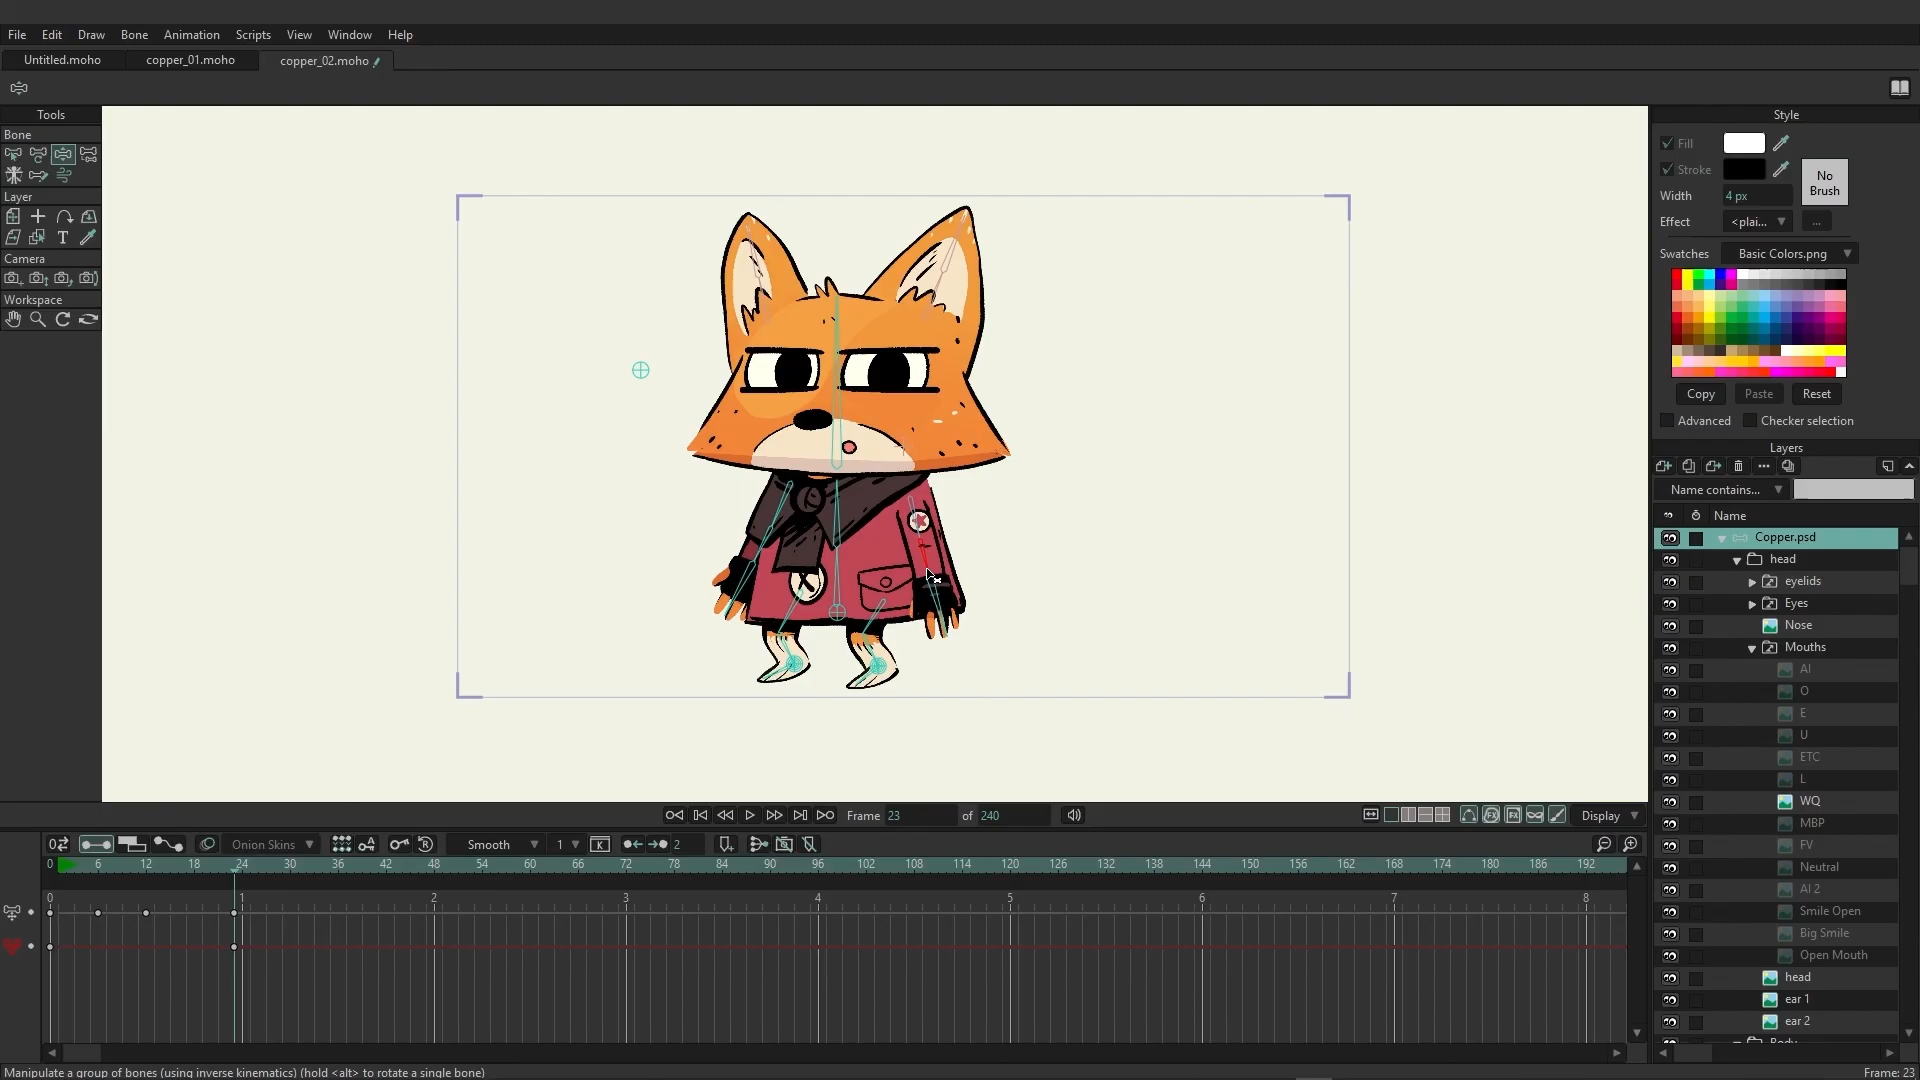 File Edit Draw Bone Animation Scripts View Window Help
Untitled.moho copper_01.moho copper_02.moho
Tools
Bone
Layer
T
Camera
Workspace
Style
Fill
Stroke
No
Brush
Width 4 px
Effect <plai... ...
Swatches Basic Colors.png
Copy Paste Reset
Advanced Checker selection
Layers
Name contains...
Name
Copper.psd
head
eyelids
Eyes
Nose
Mouths
AI
O
E
U
ETC
L
WQ
MBP
FV
Neutral
AI 2
Smile Open
Big Smile
Open Mouth
head
ear 1
ear 2
Body
Frame 23 of 240 Display
Onion Skins Smooth 1 K 2
0 6 12 18 24 30 36 42 48 54 60 66 72 78 84 90 96 102 108 114 120 126 132 138 144 150 156 162 168 174 180 186 192
0 1 2 3 4 5 6 7 8
Manipulate a group of bones (using inverse kinematics) (hold <alt> to rotate a single bone) Frame: 23